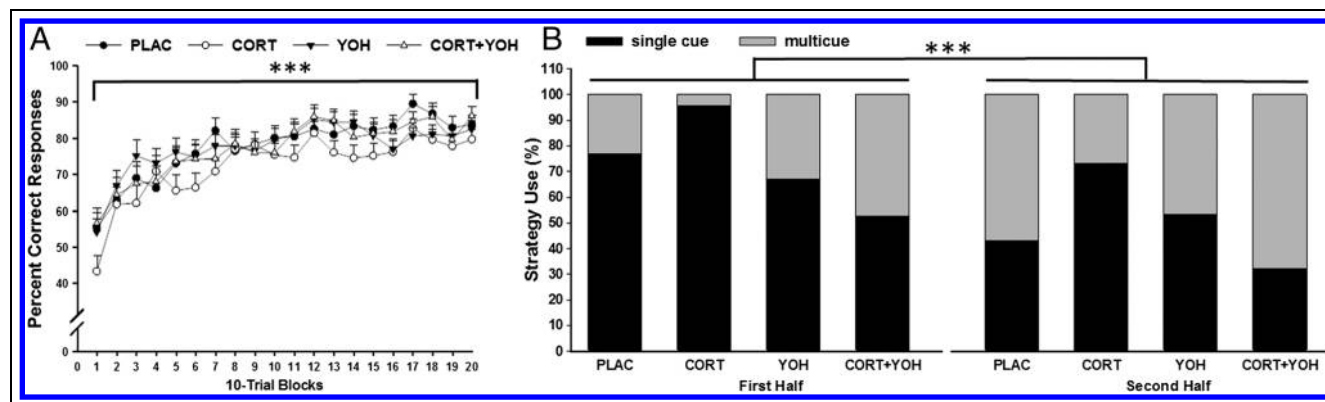 A
PLAC CORT YOH CORT+YOH
***
Percent Correct Responses
100
90
80
70
60
50
40
0
0 1 2 3 4 5 6 7 8 9 10 11 12 13 14 15 16 17 18 19 20
10-Trial Blocks
B
single cue multicue
***
Strategy Use (%)
110
100
90
80
70
60
50
40
30
20
10
0
PLAC CORT YOH CORT+YOH PLAC CORT YOH CORT+YOH
First Half Second Half